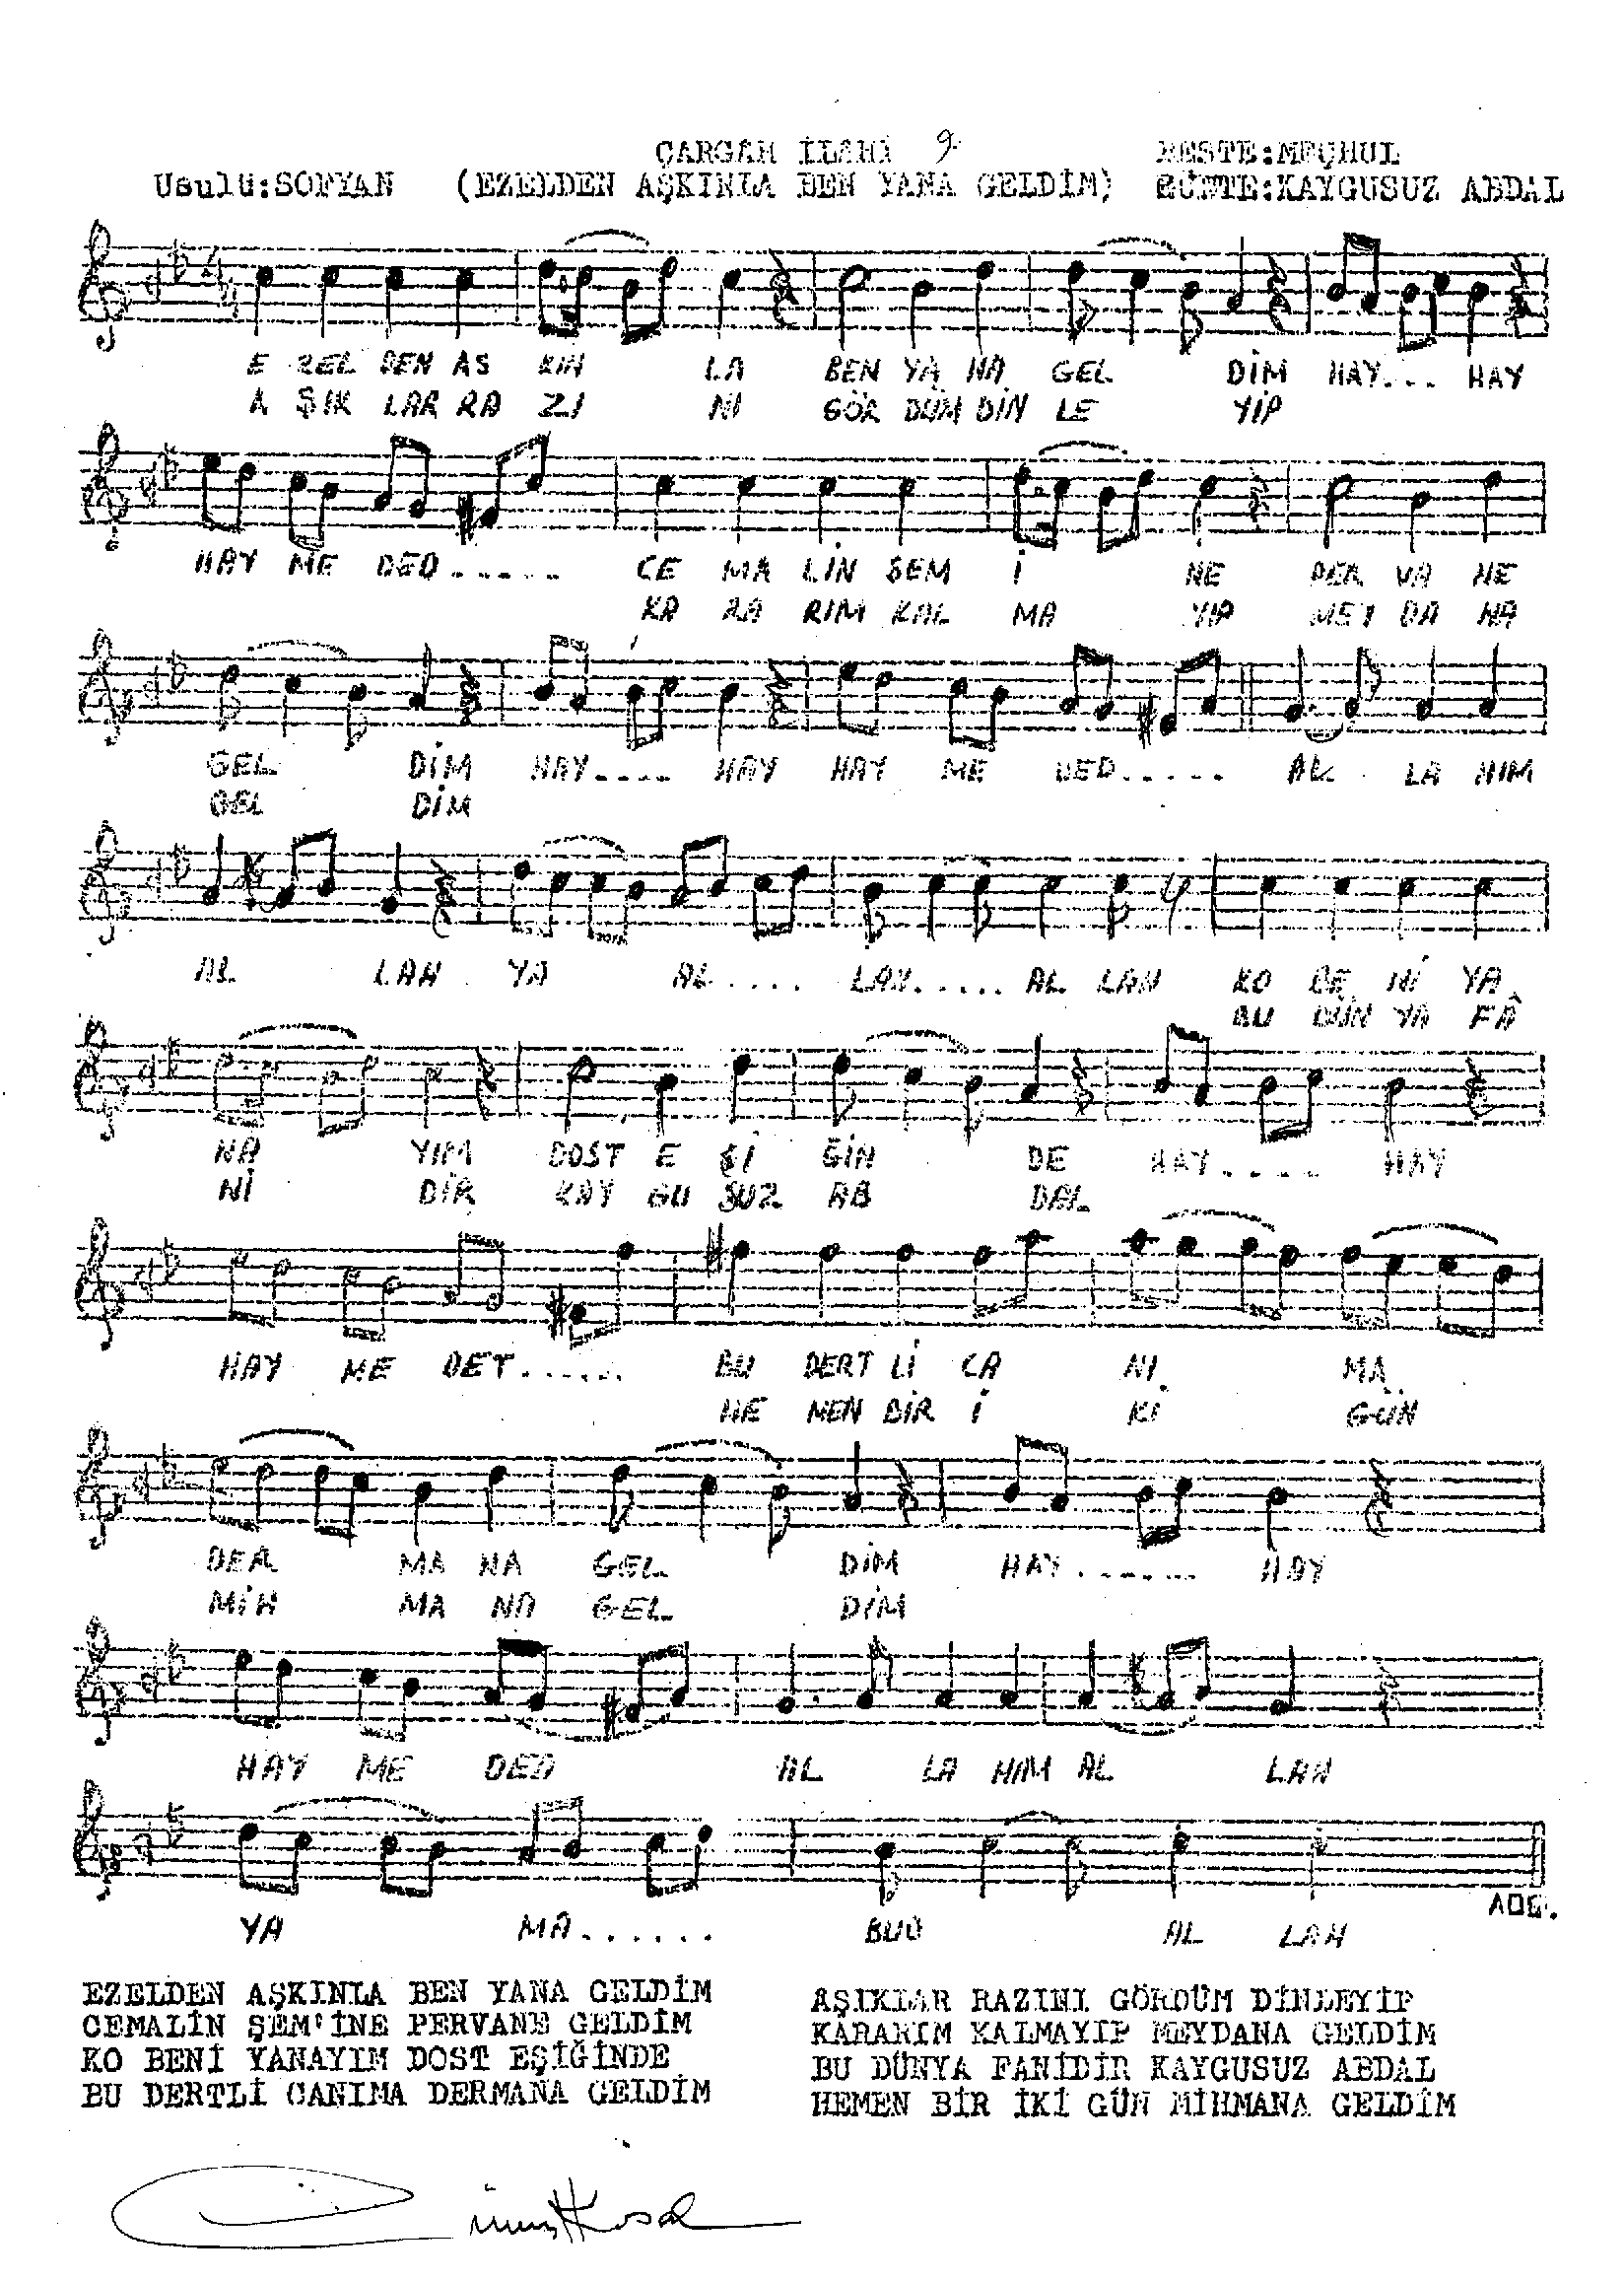 ÇARGAH İLAHİ 9
BESTE:MEÇHUL
Usulü:SOFYAN (EZELDEN AŞKINLA BEN YANA GELDİM) GÜFTE:KAYGUSUZ ABDAL
E ZEL DEN AŞ KIN LA BEN YA NA GEL DİM HAY... HAY
A ŞIK LAR RA ZI NI GÖR DÜM DİN LE YİP
HAY ME DED...... CE MA LİN ŞEM İ NE PER VA NE
KA RA RIM KAL MA YIP MEY DA NA
GEL DİM HAY.... HAY HAY ME DED..... AL LA HIM
GEL DİM
AL LAH YA AL.... LAH..... AL LAH KO BE Nİ YA
BU DÜN YA FÂ
NA YIM DOST E Şİ ĞİN DE HAY..... HAY
Nİ DİR KAY GU SUZ AB DAL
HAY ME DET...... BU DERT Lİ CA NI MA
HE MEN BİR İ Kİ GÜN
DER MA NA GEL DİM HAY...... HAY
MİH MA NA GEL DİM
HAY ME DED AL LA HIM AL LAH
YA MA...... BUD AL LAH
EZELDEN AŞKINLA BEN YANA GELDİM
CEMALİN ŞEM'İNE PERVANE GELDİM
KO BENİ YANAYIM DOST EŞİĞİNDE
BU DERTLİ CANIMA DERMANA GELDİM
AŞIKLAR RAZINI GÖRDÜM DİNLEYİP
KARARIM KALMAYIP MEYDANA GELDİM
BU DÜNYA FANİDİR KAYGUSUZ ABDAL
HEMEN BİR İKİ GÜN MİHMANA GELDİM